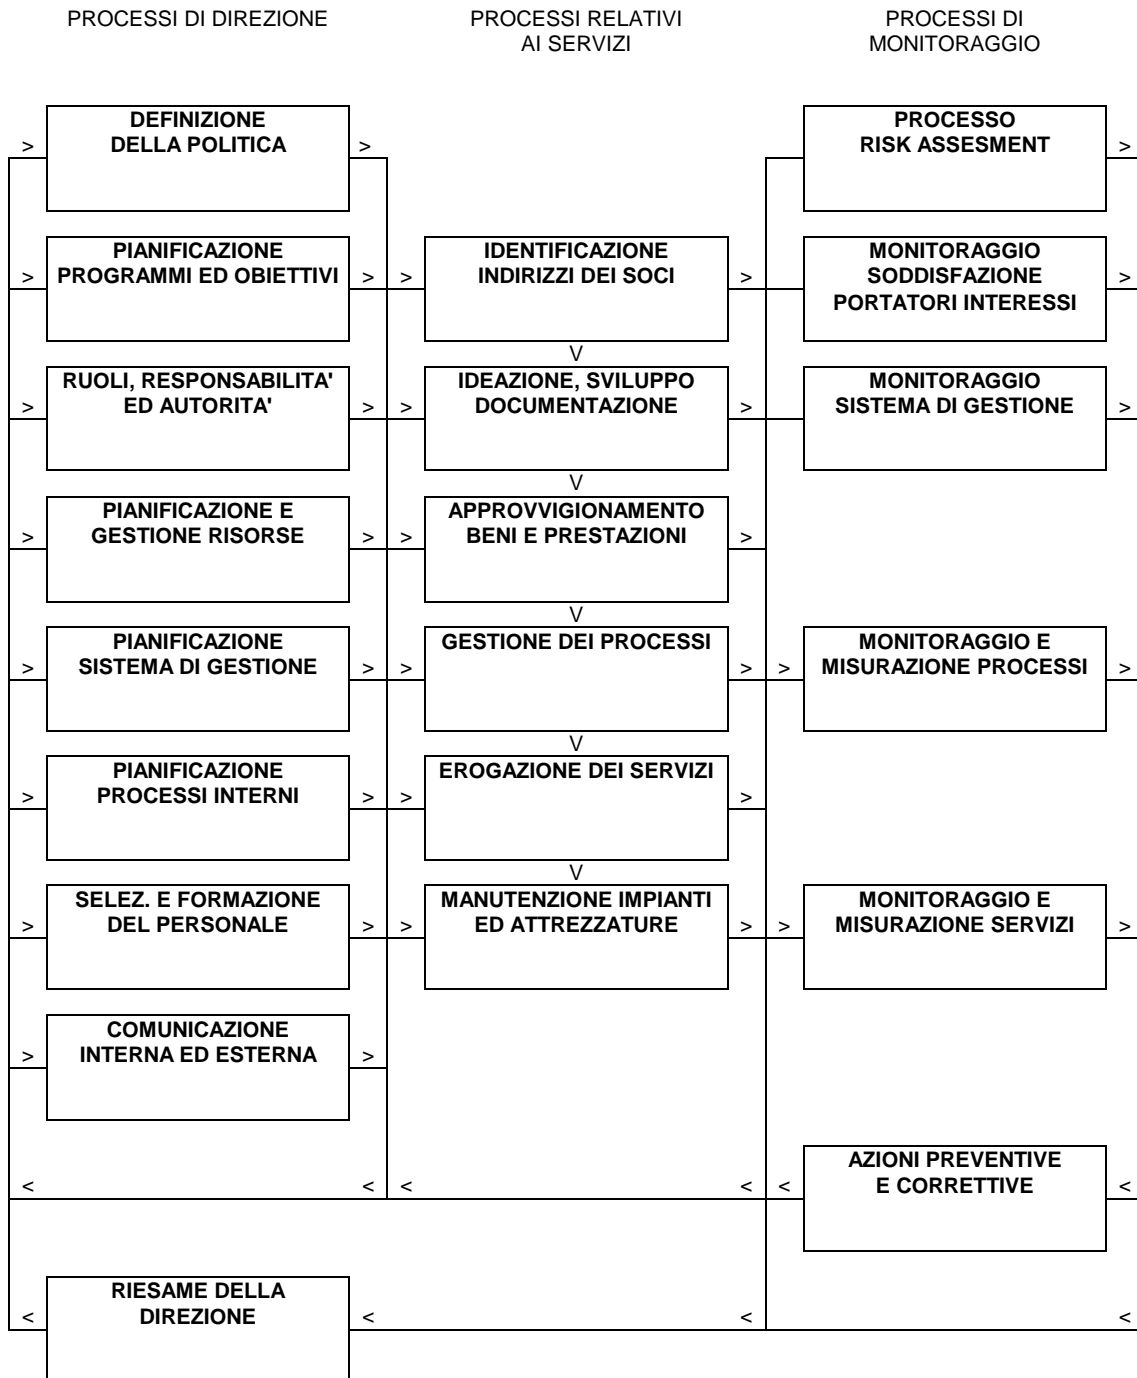 PROCESSI DI DIREZIONE
PROCESSI RELATIVI
AI SERVIZI
PROCESSI DI
MONITORAGGIO
DEFINIZIONE
DELLA POLITICA
PROCESSO
RISK ASSESMENT
> > >
PIANIFICAZIONE
PROGRAMMI ED OBIETTIVI
IDENTIFICAZIONE
INDIRIZZI DEI SOCI
MONITORAGGIO
SODDISFAZIONE
PORTATORI INTERESSI
> > > > >
V
RUOLI, RESPONSABILITA'
ED AUTORITA'
IDEAZIONE, SVILUPPO
DOCUMENTAZIONE
MONITORAGGIO
SISTEMA DI GESTIONE
> > > > >
V
PIANIFICAZIONE E
GESTIONE RISORSE
APPROVVIGIONAMENTO
BENI E PRESTAZIONI
> > > >
V
PIANIFICAZIONE
SISTEMA DI GESTIONE
GESTIONE DEI PROCESSI
MONITORAGGIO E
MISURAZIONE PROCESSI
> > > > > >
V
PIANIFICAZIONE
PROCESSI INTERNI
EROGAZIONE DEI SERVIZI
> > > >
V
SELEZ. E FORMAZIONE
DEL PERSONALE
MANUTENZIONE IMPIANTI
ED ATTREZZATURE
MONITORAGGIO E
MISURAZIONE SERVIZI
> > > > > >
COMUNICAZIONE
INTERNA ED ESTERNA
> >
AZIONI PREVENTIVE
E CORRETTIVE
< < < < < <
RIESAME DELLA
DIREZIONE
< < < <